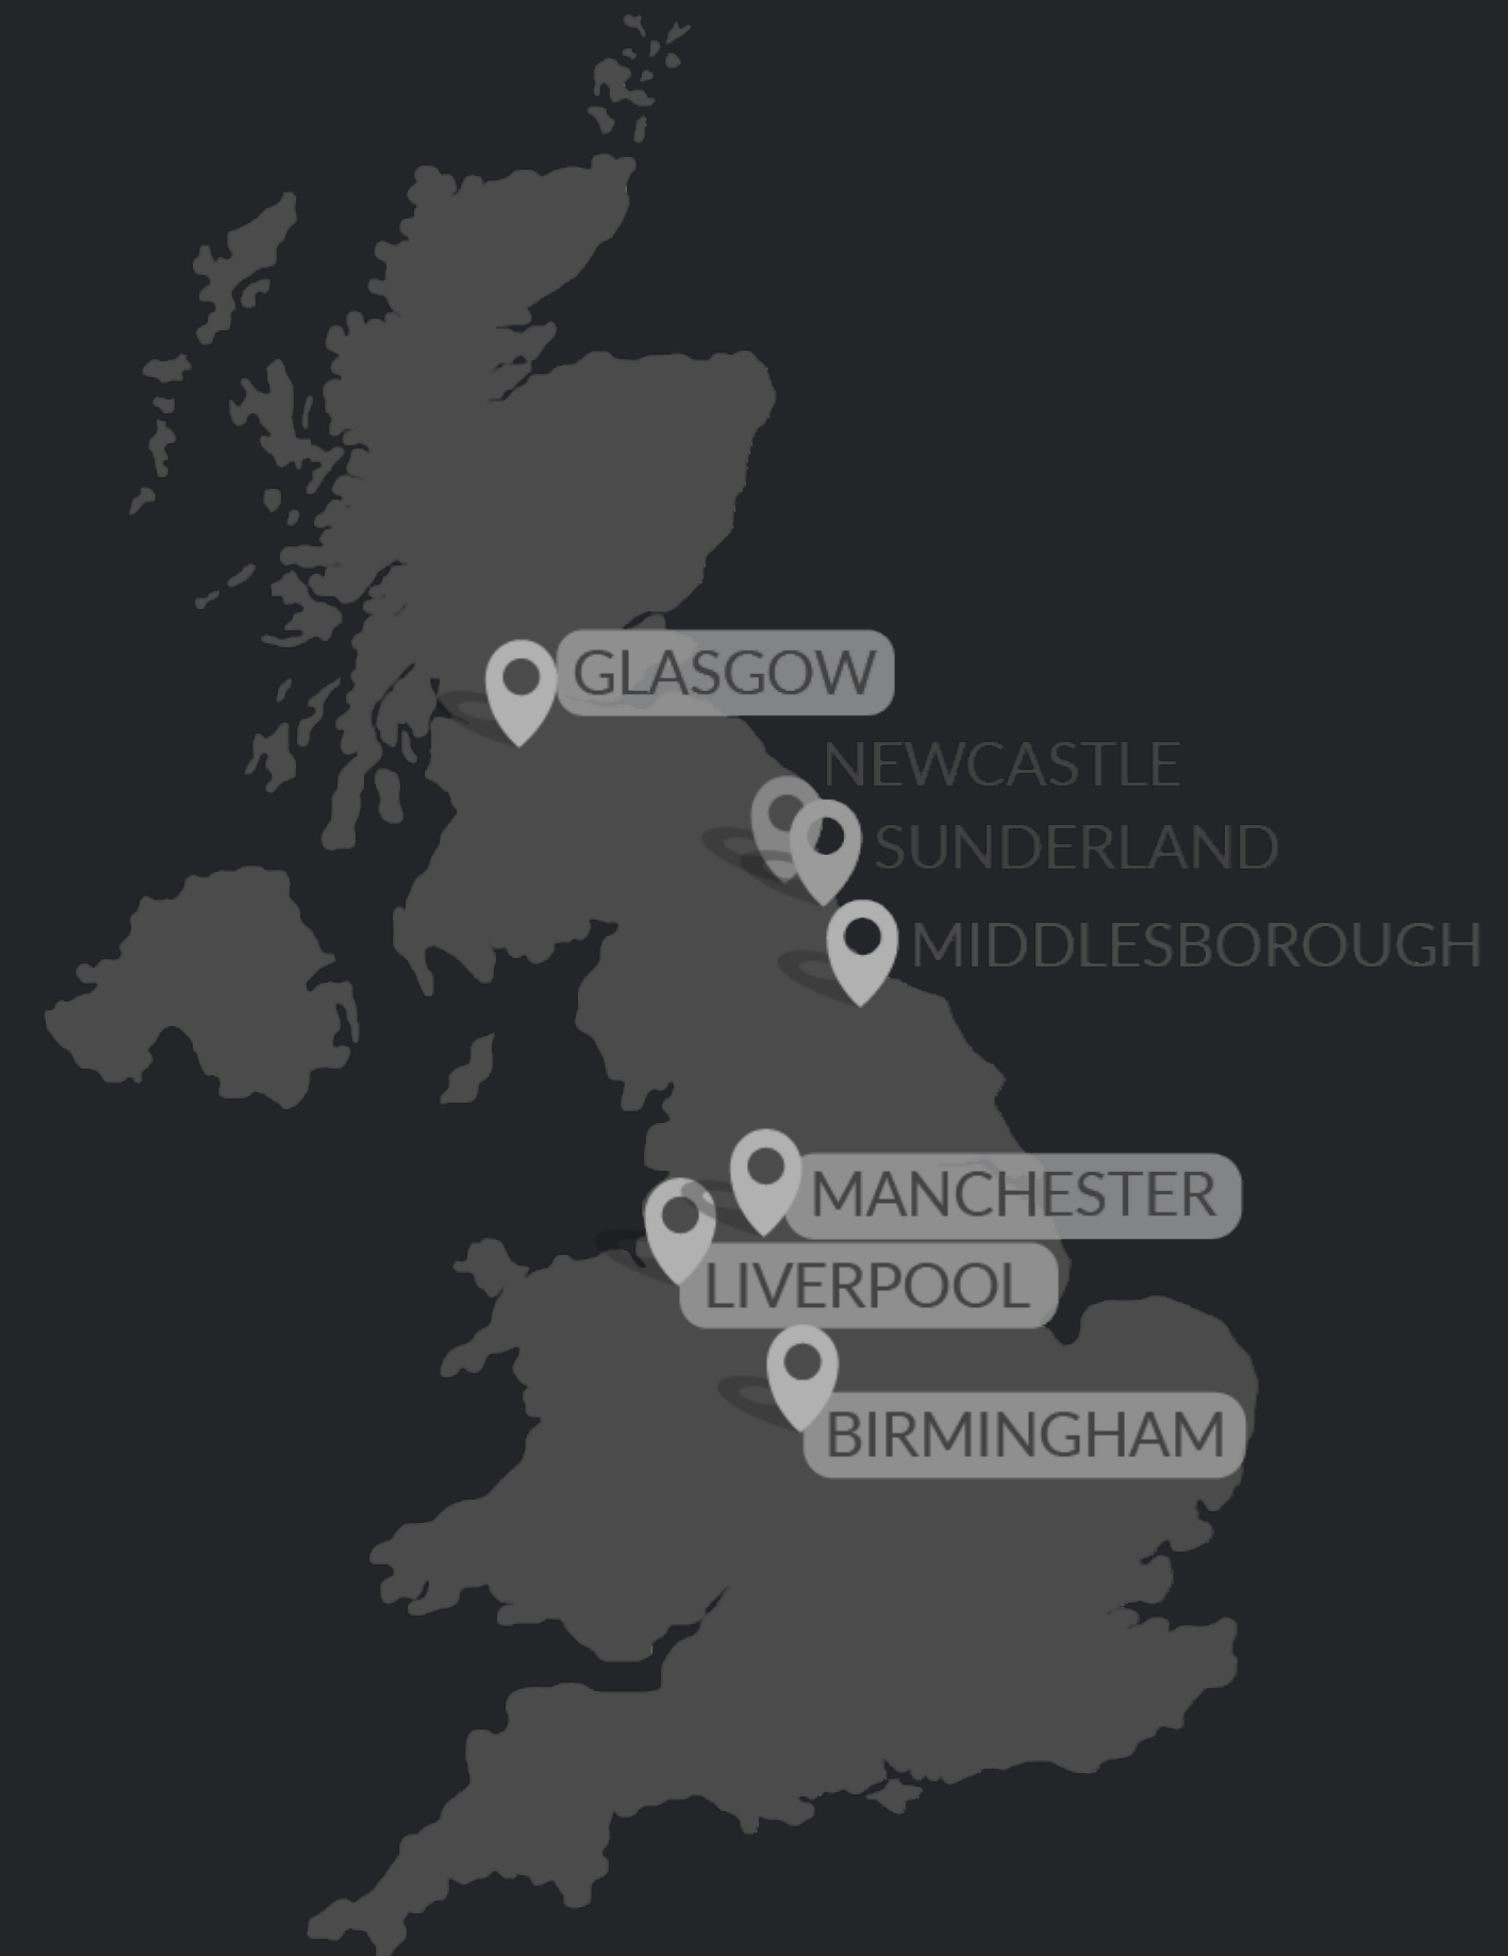 GLASGOW
NEWCASTLE
SUNDERLAND
MIDDLESBOROUGH
MANCHESTER
LIVERPOOL
BIRMINGHAM